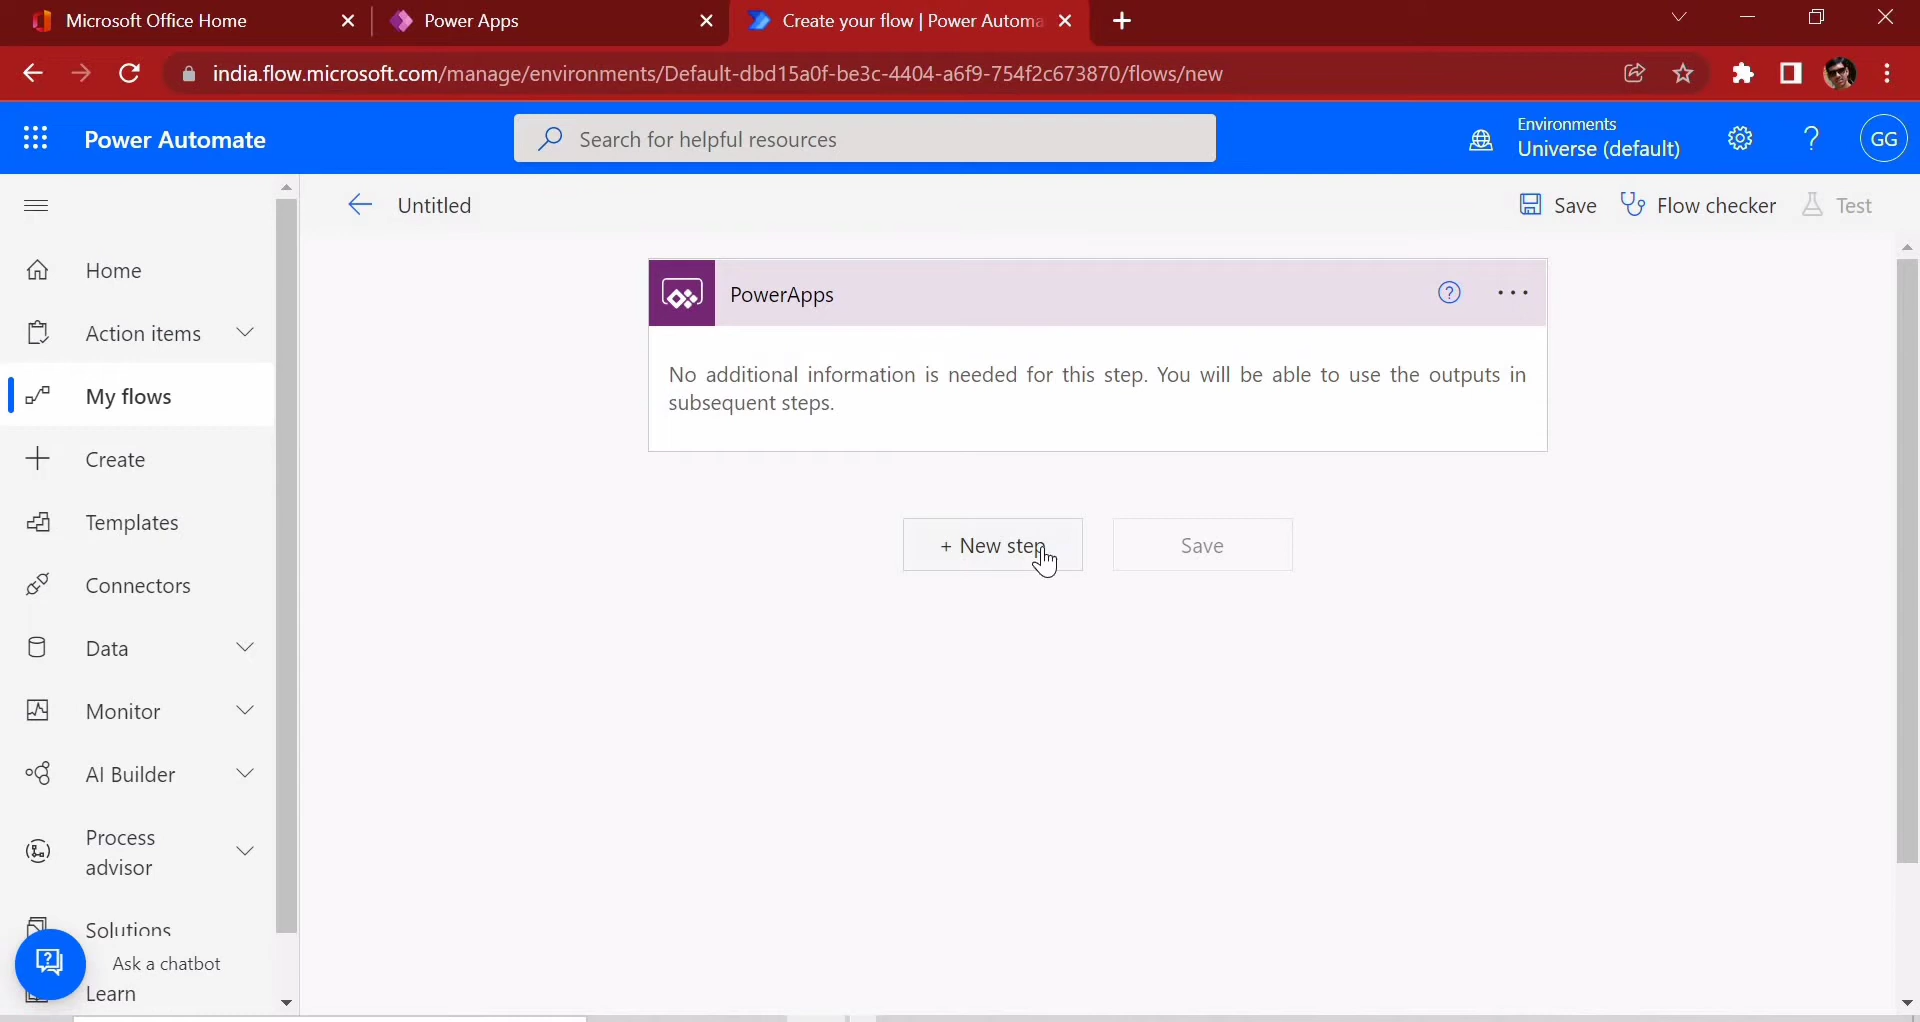 Microsoft Office Home
Power Apps
Create your flow | Power Automa
india.flow.microsoft.com/manage/environments/Default-dbd15a0f-be3c-4404-a6f9-754f2c673870/flows/new
Power Automate
Search for helpful resources
Environments
Universe (default)
GG
Untitled
Save
Flow checker
Test
Home
Action items
My flows
Create
Templates
Connectors
Data
Monitor
AI Builder
Process
advisor
Solutions
Ask a chatbot
Learn
PowerApps
No additional information is needed for this step. You will be able to use the outputs in
subsequent steps.
+ New step
Save